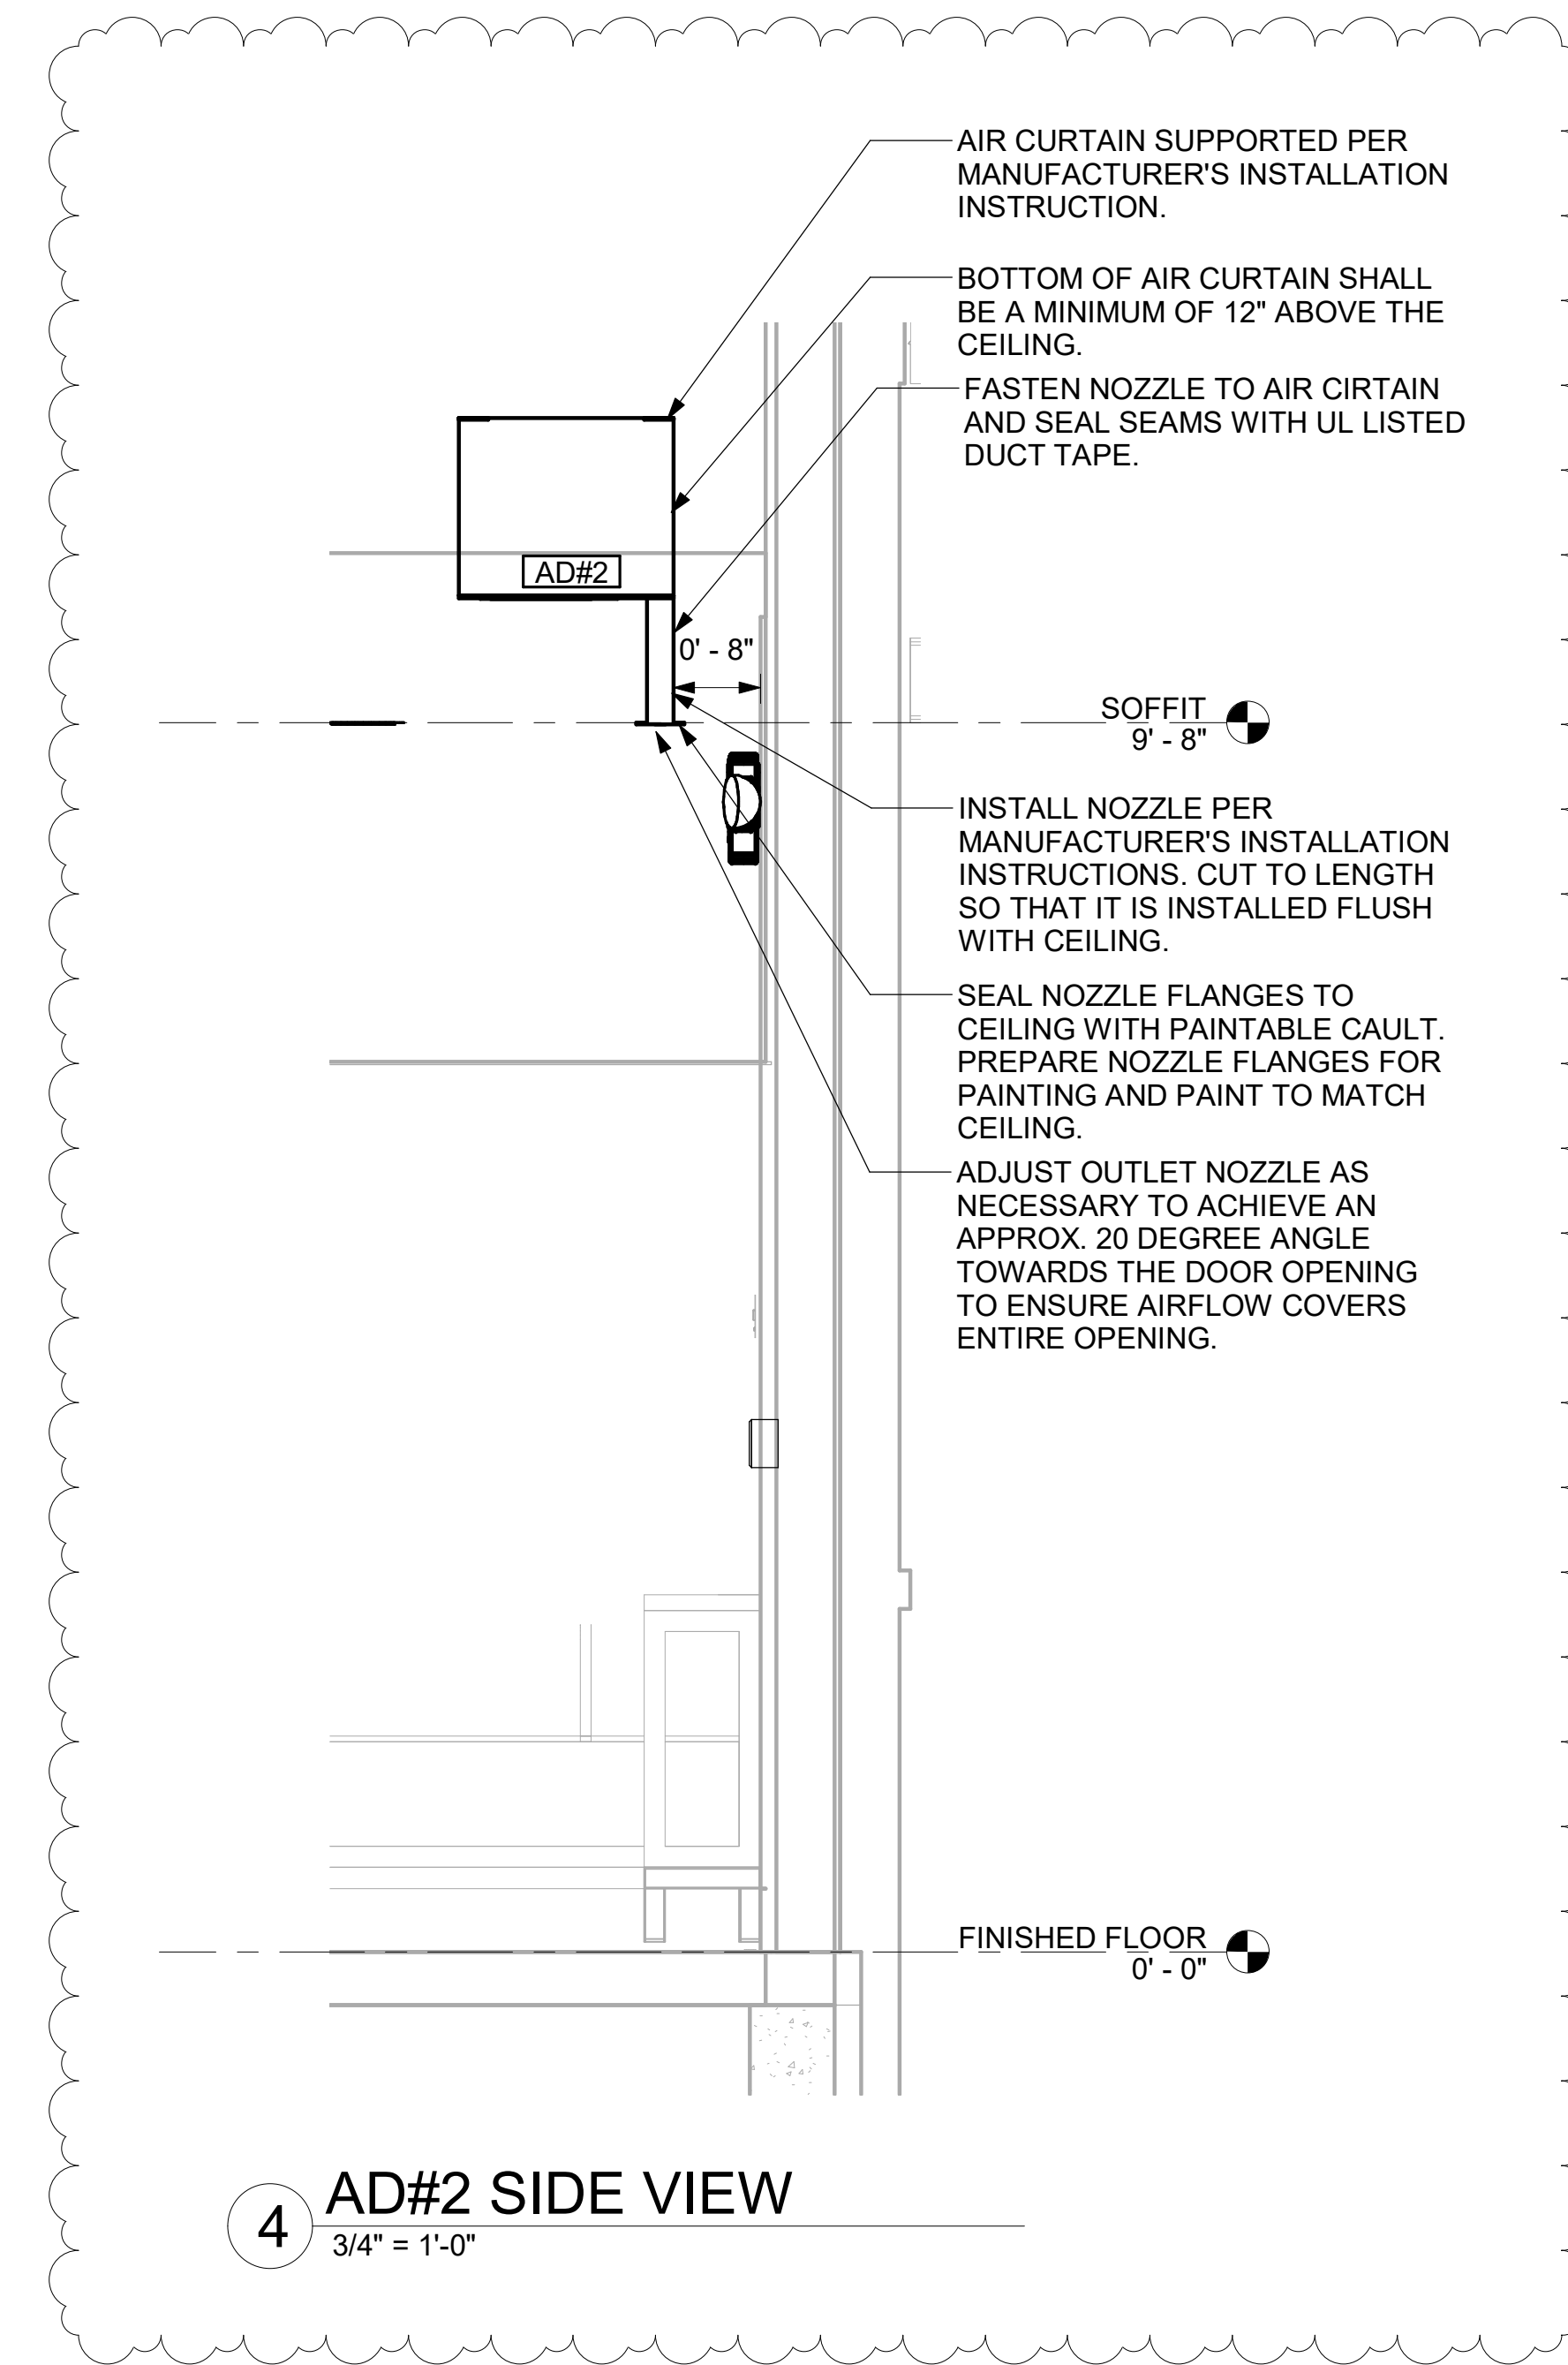 AIR CURTAIN SUPPORTED PER
MANUFACTURER'S INSTALLATION
INSTRUCTION.
BOTTOM OF AIR CURTAIN SHALL
BE A MINIMUM OF 12" ABOVE THE
CEILING.
FASTEN NOZZLE TO AIR CIRTAIN
AND SEAL SEAMS WITH UL LISTED
DUCT TAPE.
AD#2
0' - 8"
SOFFIT
9' - 8"
INSTALL NOZZLE PER
MANUFACTURER'S INSTALLATION
INSTRUCTIONS. CUT TO LENGTH
SO THAT IT IS INSTALLED FLUSH
WITH CEILING.
SEAL NOZZLE FLANGES TO
CEILING WITH PAINTABLE CAULT.
PREPARE NOZZLE FLANGES FOR
PAINTING AND PAINT TO MATCH
CEILING.
ADJUST OUTLET NOZZLE AS
NECESSARY TO ACHIEVE AN
APPROX. 20 DEGREE ANGLE
TOWARDS THE DOOR OPENING
TO ENSURE AIRFLOW COVERS
ENTIRE OPENING.
FINISHED FLOOR
0' - 0"
4
AD#2 SIDE VIEW
3/4" = 1'-0"